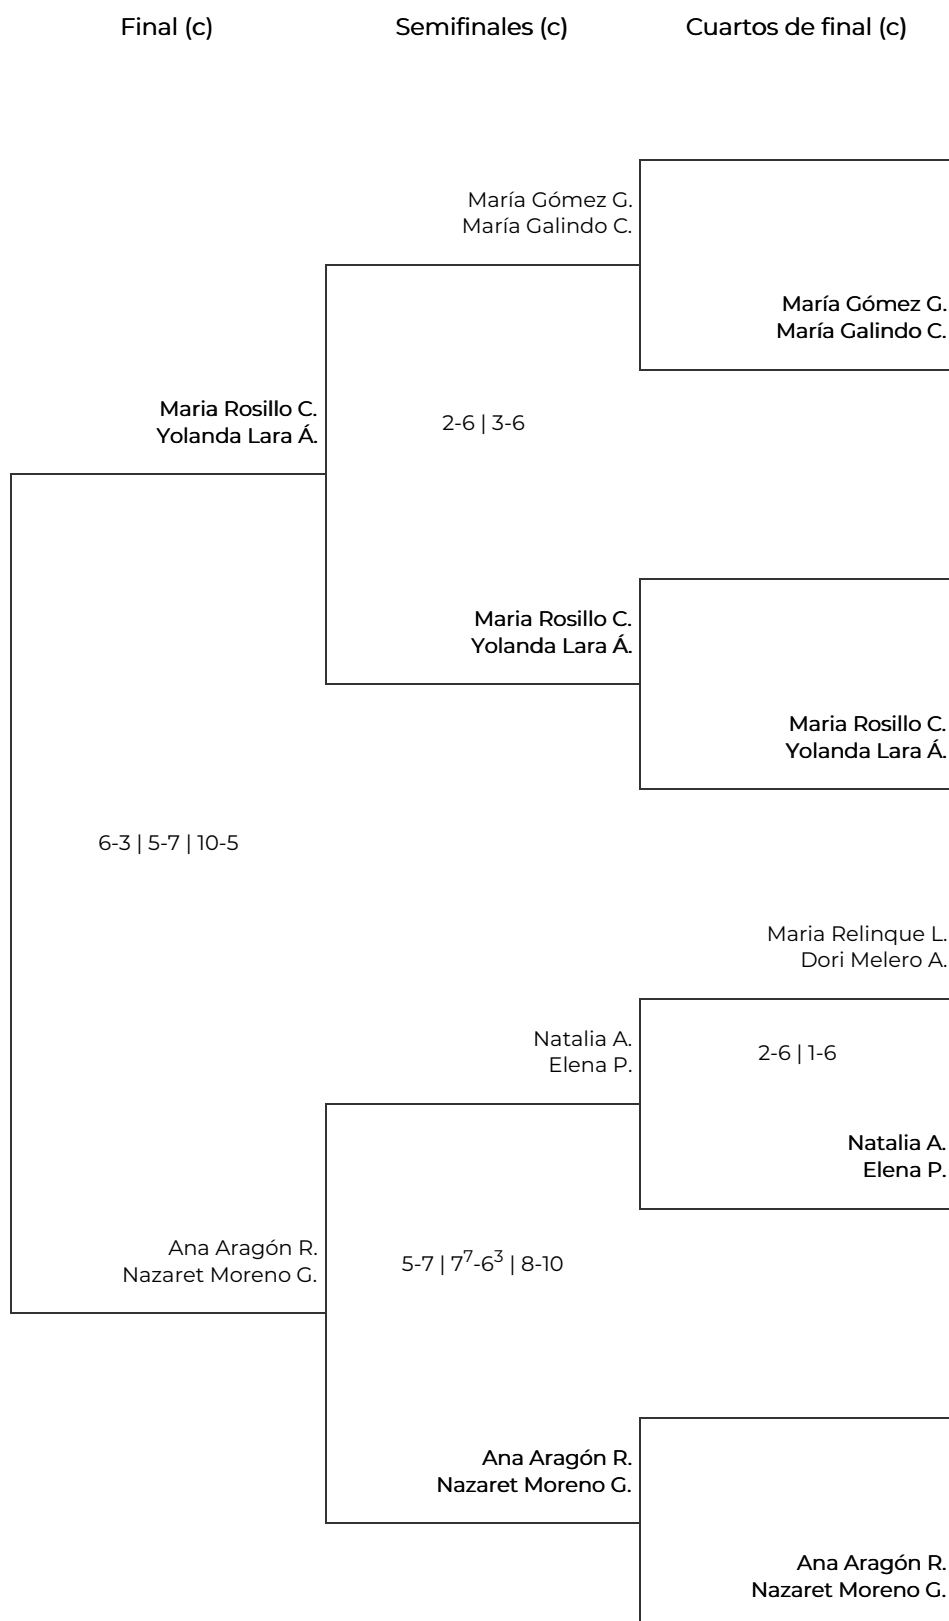 Final (c)
Semifinales (c)
Cuartos de final (c)
María Gómez G.
María Galindo C.
María Gómez G.
María Galindo C.
Maria Rosillo C.
Yolanda Lara Á.
2-6 | 3-6
Maria Rosillo C.
Yolanda Lara Á.
Maria Rosillo C.
Yolanda Lara Á.
6-3 | 5-7 | 10-5
Maria Relinque L.
Dori Melero A.
Natalia A.
Elena P.
2-6 | 1-6
Natalia A.
Elena P.
Ana Aragón R.
Nazaret Moreno G.
5-7 | 7⁷-6³ | 8-10
Ana Aragón R.
Nazaret Moreno G.
Ana Aragón R.
Nazaret Moreno G.